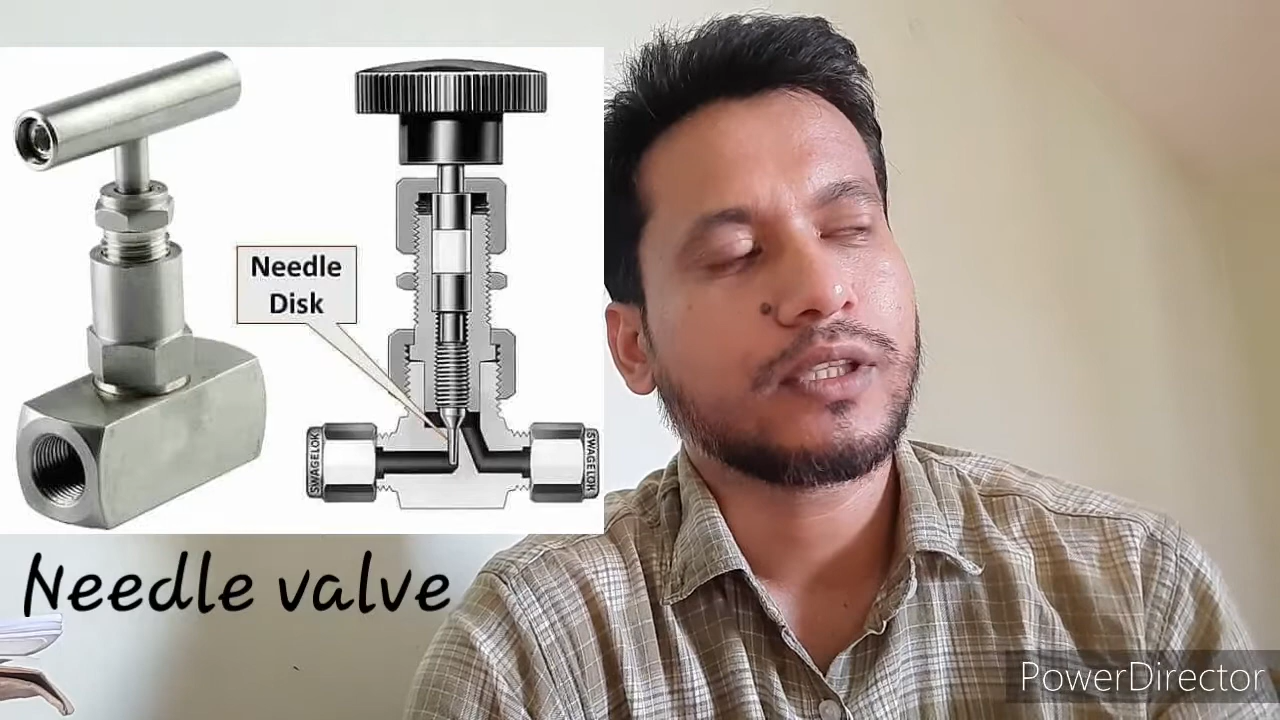 Needle
Disk
SWAGELOK
SWAGELOK
Needle valve
PowerDirector